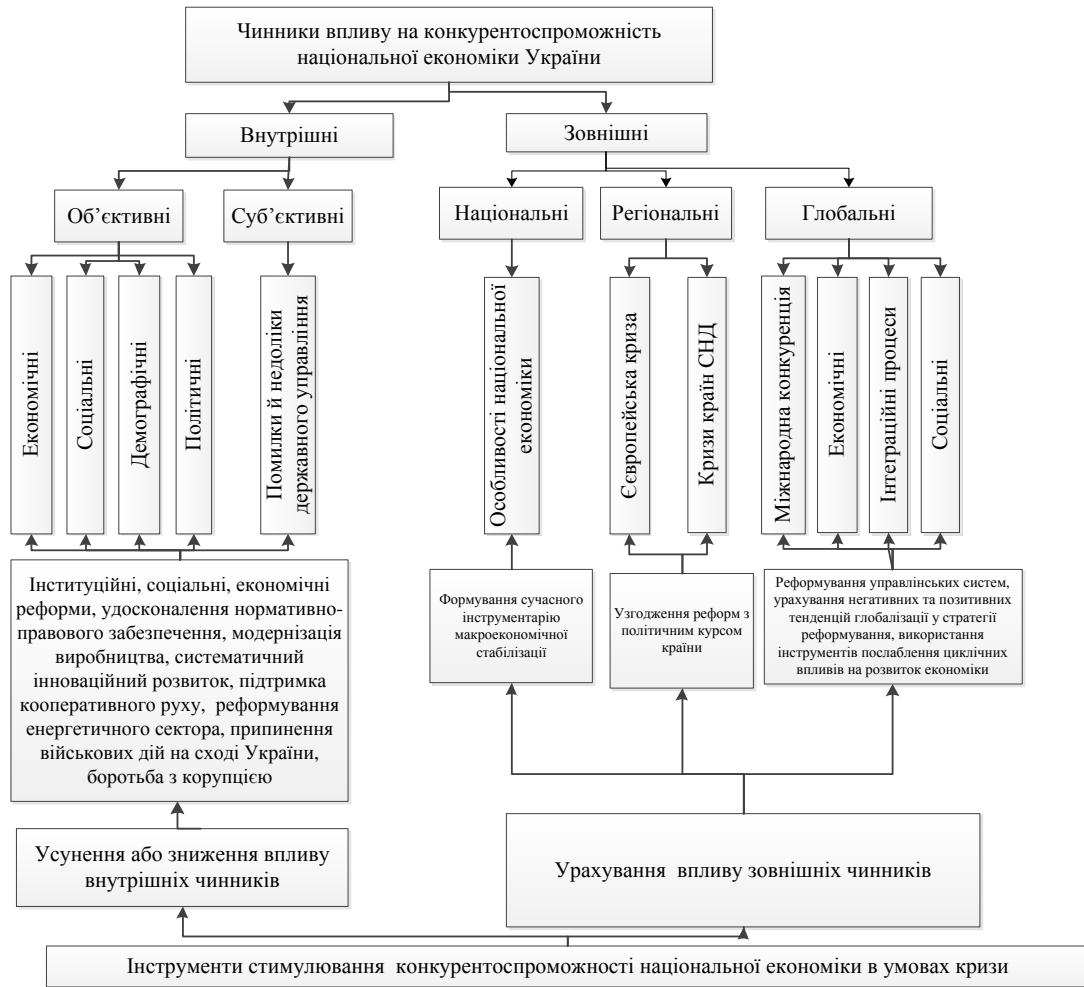 Чинники впливу на конкурентоспроможність
національної економіки України
Внутрішні
Зовнішні
Об’єктивні
Суб’єктивні
Національні
Регіональні
Глобальні
Економічні
Соціальні
Демографічні
Політичні
Помилки й недоліки
державного управління
Особливості національної
економіки
Єєвропейська криза
Кризи країн СНД
Міжнародна конкуренція
Економічні
Інтеграційні процеси
Соціальні
Інституційні, соціальні, економічні
реформи, удосконалення нормативно-
правового забезпечення, модернізація
виробництва, систематичний
інноваційний розвиток, підтримка
кооперативного руху, реформування
енергетичного сектора, припинення
військових дій на сході України,
боротьба з корупцією
Формування сучасного
інструментарію
макроекономічної
стабілізації
Узгодження реформ з
політичним курсом
країни
Реформування управлінських систем,
урахування негативних та позитивних
тенденцій глобалізації у стратегії
реформування, використання
інструментів послаблення циклічних
впливів на розвиток економіки
Усунення або зниження впливу
внутрішніх чинників
Урахування впливу зовнішніх чинників
Інструменти стимулювання конкурентоспроможності національної економіки в умовах кризи